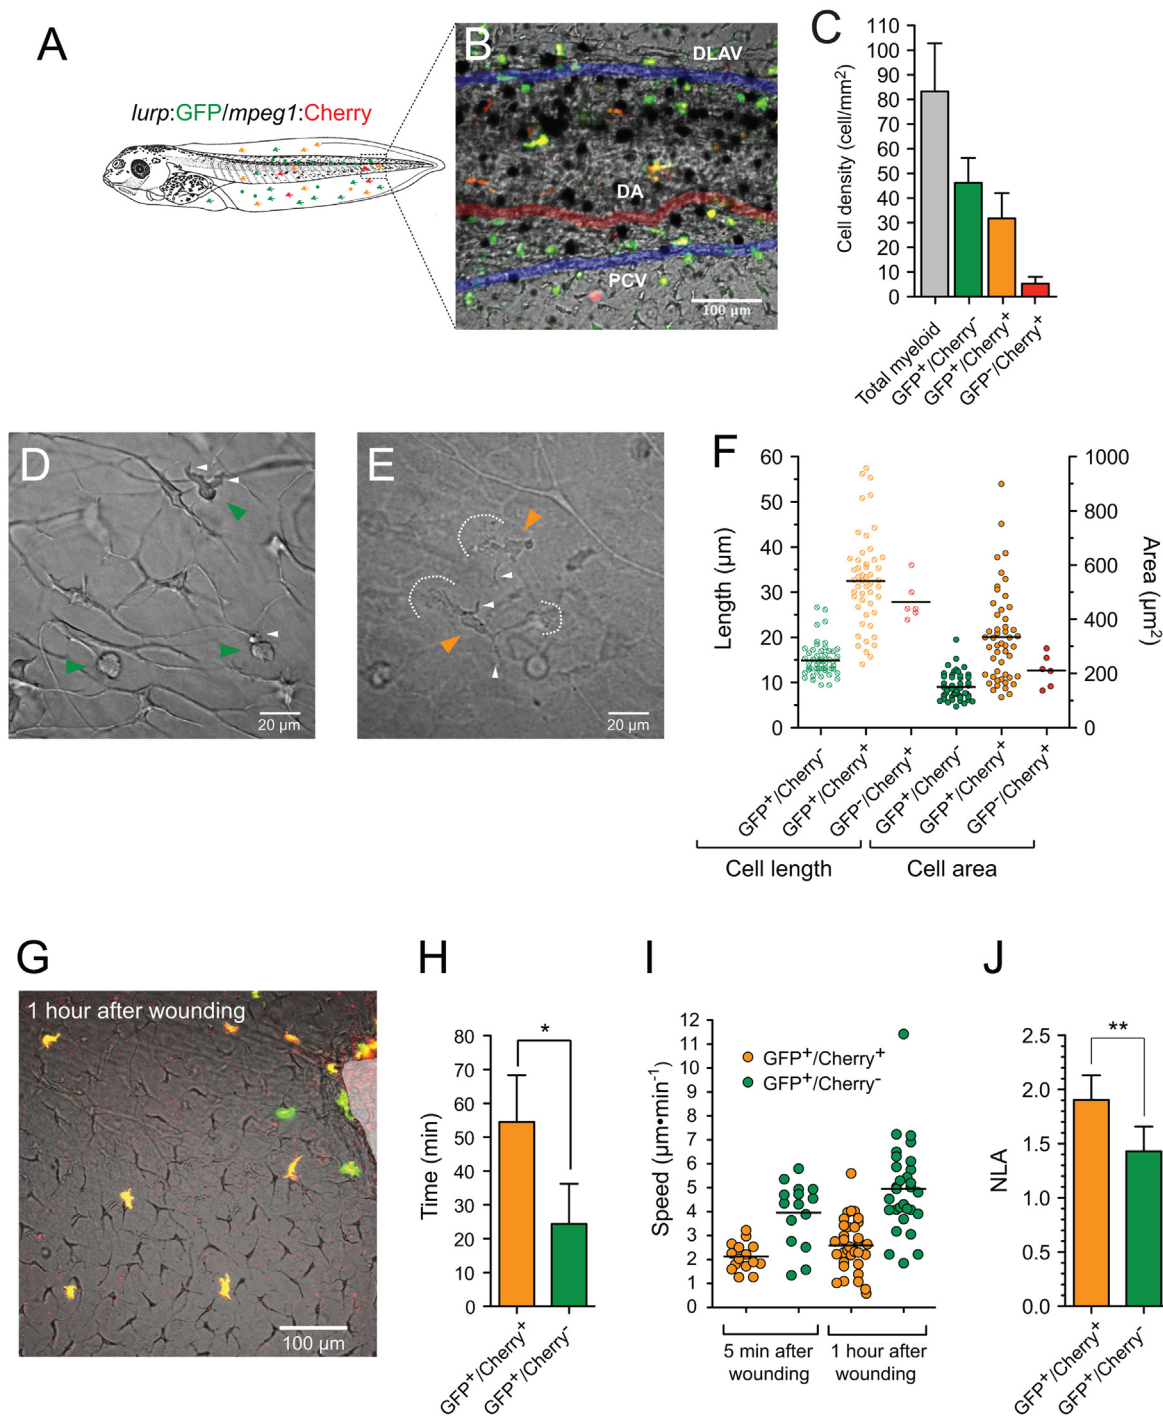 A
lurp:GFP/mpeg1:Cherry
B
DLAV
DA
PCV
100 µm
C
Cell density (cell/mm²)
110
100
90
80
70
60
50
40
30
20
10
0
Total myeloid
GFP⁺/Cherry⁻
GFP⁺/Cherry⁺
GFP⁻/Cherry⁺
D
20 µm
E
20 µm
F
Length (µm)
60
50
40
30
20
10
0
Area (µm²)
1000
800
600
400
200
0
GFP⁺/Cherry⁻
GFP⁺/Cherry⁺
GFP⁻/Cherry⁺
GFP⁺/Cherry⁻
GFP⁺/Cherry⁺
GFP⁻/Cherry⁺
Cell length
Cell area
G
1 hour after wounding
100 µm
H
Time (min)
80
70
60
50
40
30
20
10
0
*
GFP⁺/Cherry⁺
GFP⁺/Cherry⁻
I
Speed (µm•min⁻¹)
12
11
10
9
8
7
6
5
4
3
2
1
0
GFP⁺/Cherry⁺
GFP⁺/Cherry⁻
5 min after
wounding
1 hour after
wounding
J
NLA
2.5
2.0
1.5
1.0
0.5
0.0
**
GFP⁺/Cherry⁺
GFP⁺/Cherry⁻